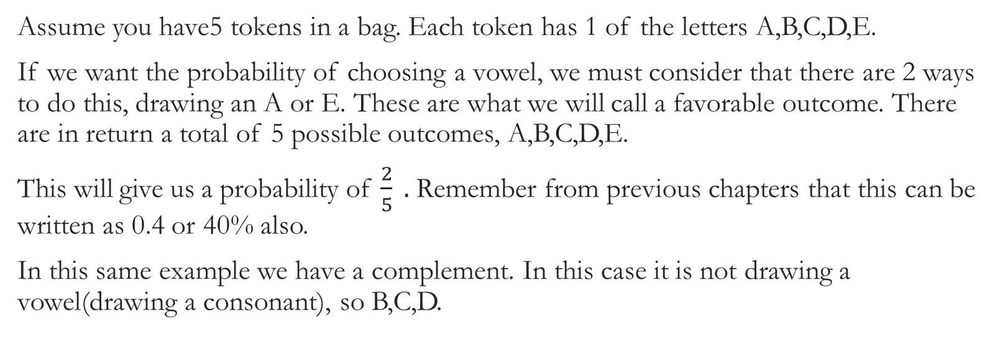 Assume you have5 tokens in a bag. Each token has 1 of the letters A,B,C,D,E.
If we want the probability of choosing a vowel, we must consider that there are 2 ways
to do this, drawing an A or E. These are what we will call a favorable outcome. There
are in return a total of 5 possible outcomes, A,B,C,D,E.
This will give us a probability of 2/5 . Remember from previous chapters that this can be
written as 0.4 or 40% also.
In this same example we have a complement. In this case it is not drawing a
vowel(drawing a consonant), so B,C,D.